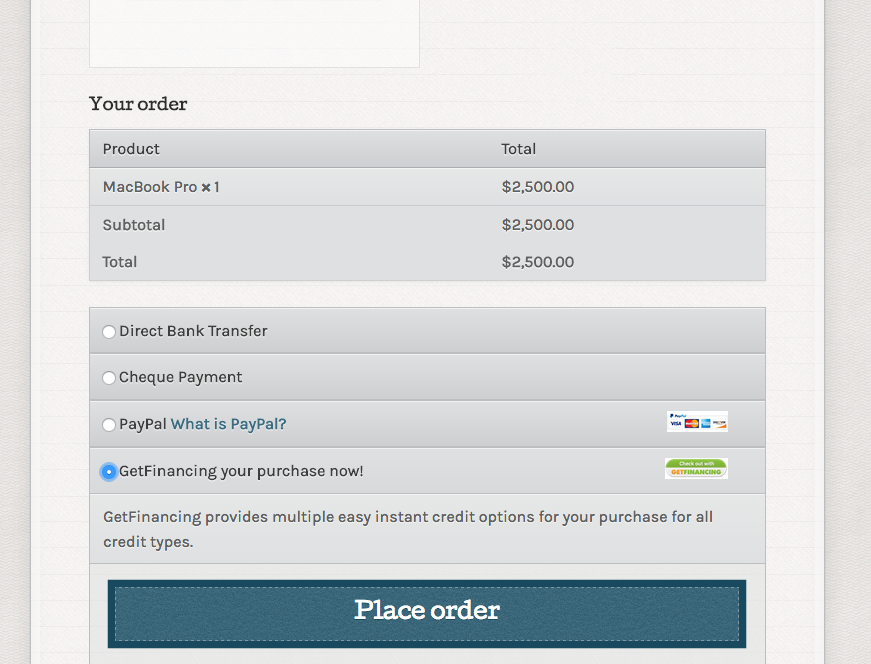 Your order
Product Total
MacBook Pro × 1 $2,500.00
Subtotal $2,500.00
Total $2,500.00
Direct Bank Transfer
Cheque Payment
PayPal What is PayPal?
PayPal
VISA
GetFinancing your purchase now!
Check out with
GETFINANCING
GetFinancing provides multiple easy instant credit options for your purchase for all
credit types.
Place order